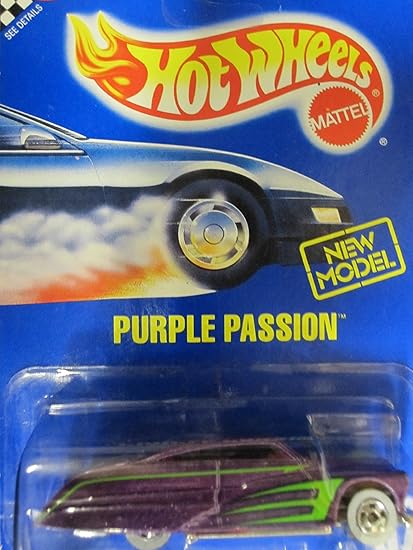 SEE DETAILS
HOT WHEELS
®
MATTEL
®
NEW
MODEL
PURPLE PASSION™